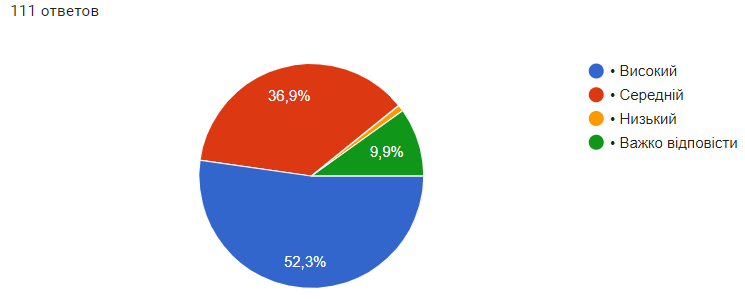 111 ответов
• Високий
• Середній
• Низький
• Важко відповісти
36,9%
9,9%
52,3%